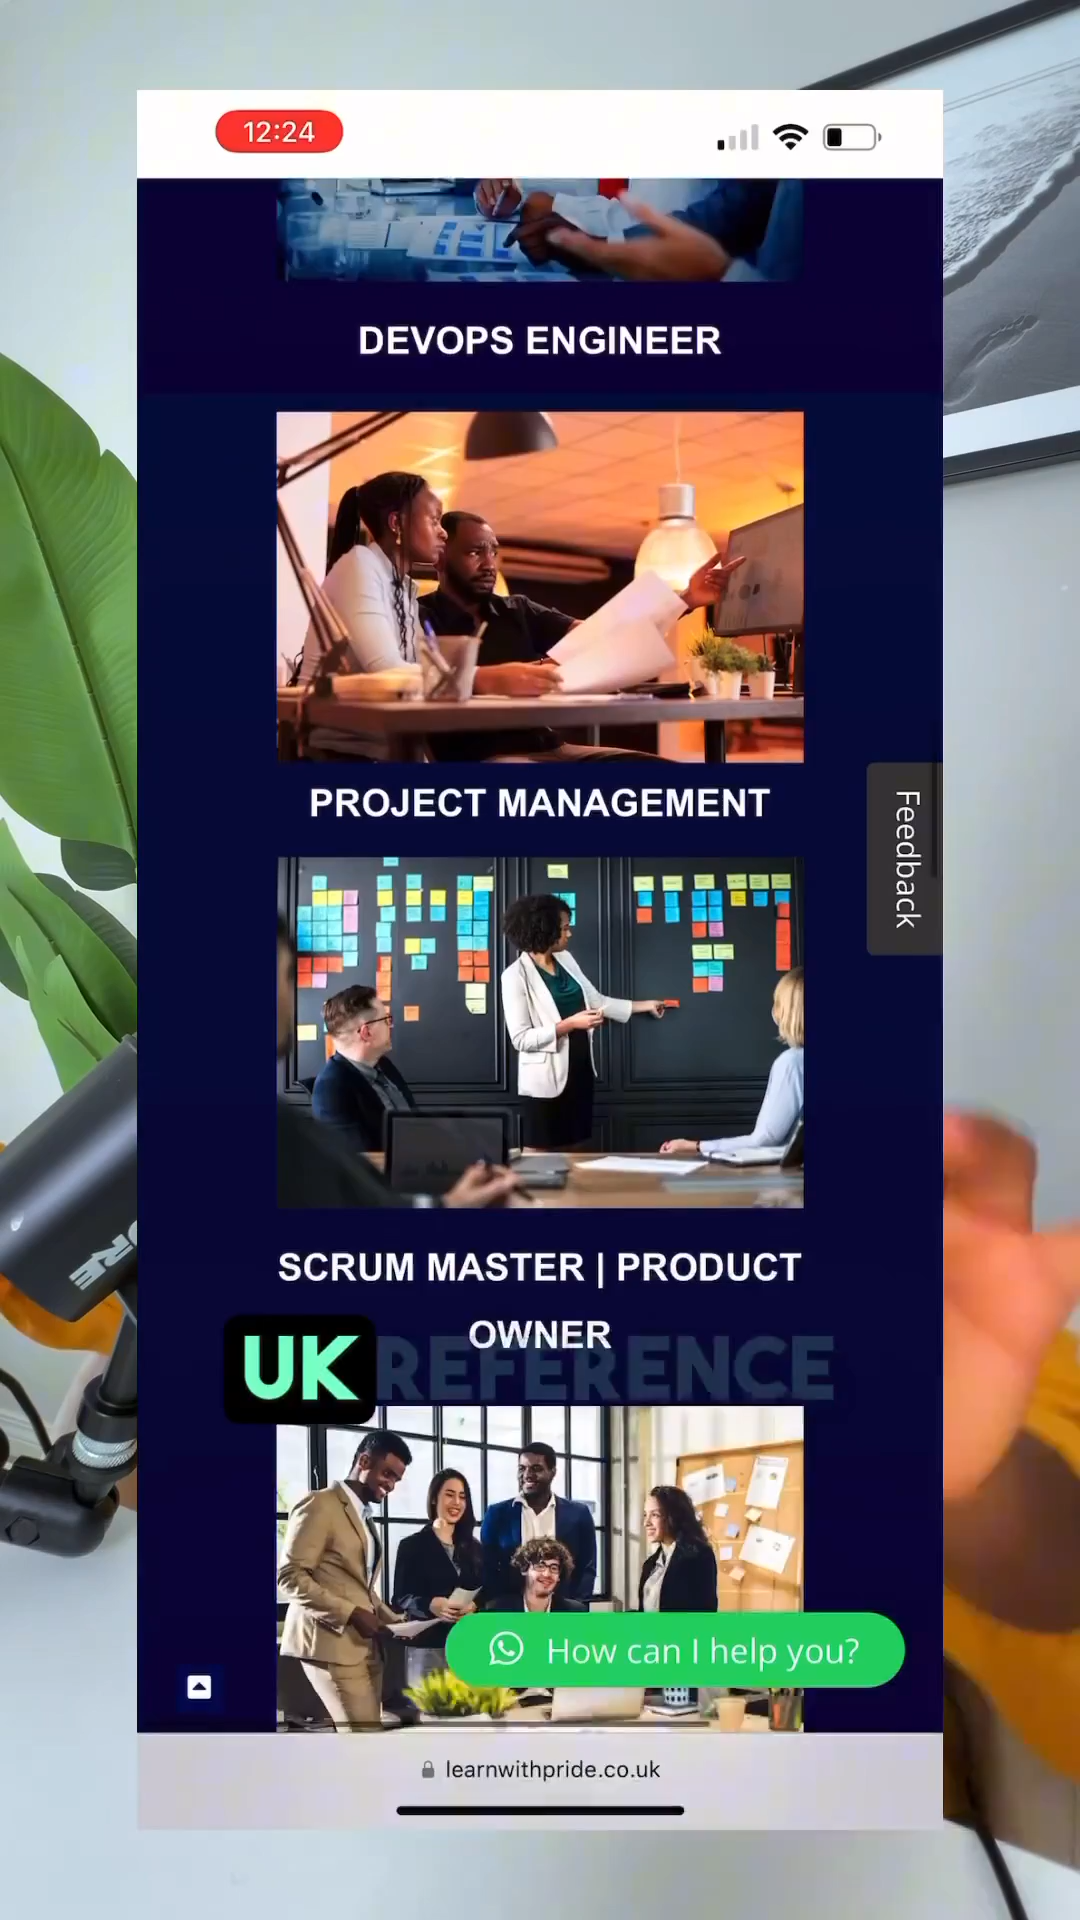 12:24
DEVOPS ENGINEER
PROJECT MANAGEMENT
Feedback
SCRUM MASTER | PRODUCT
OWNER
UK REFERENCE
How can I help you?
learnwithpride.co.uk